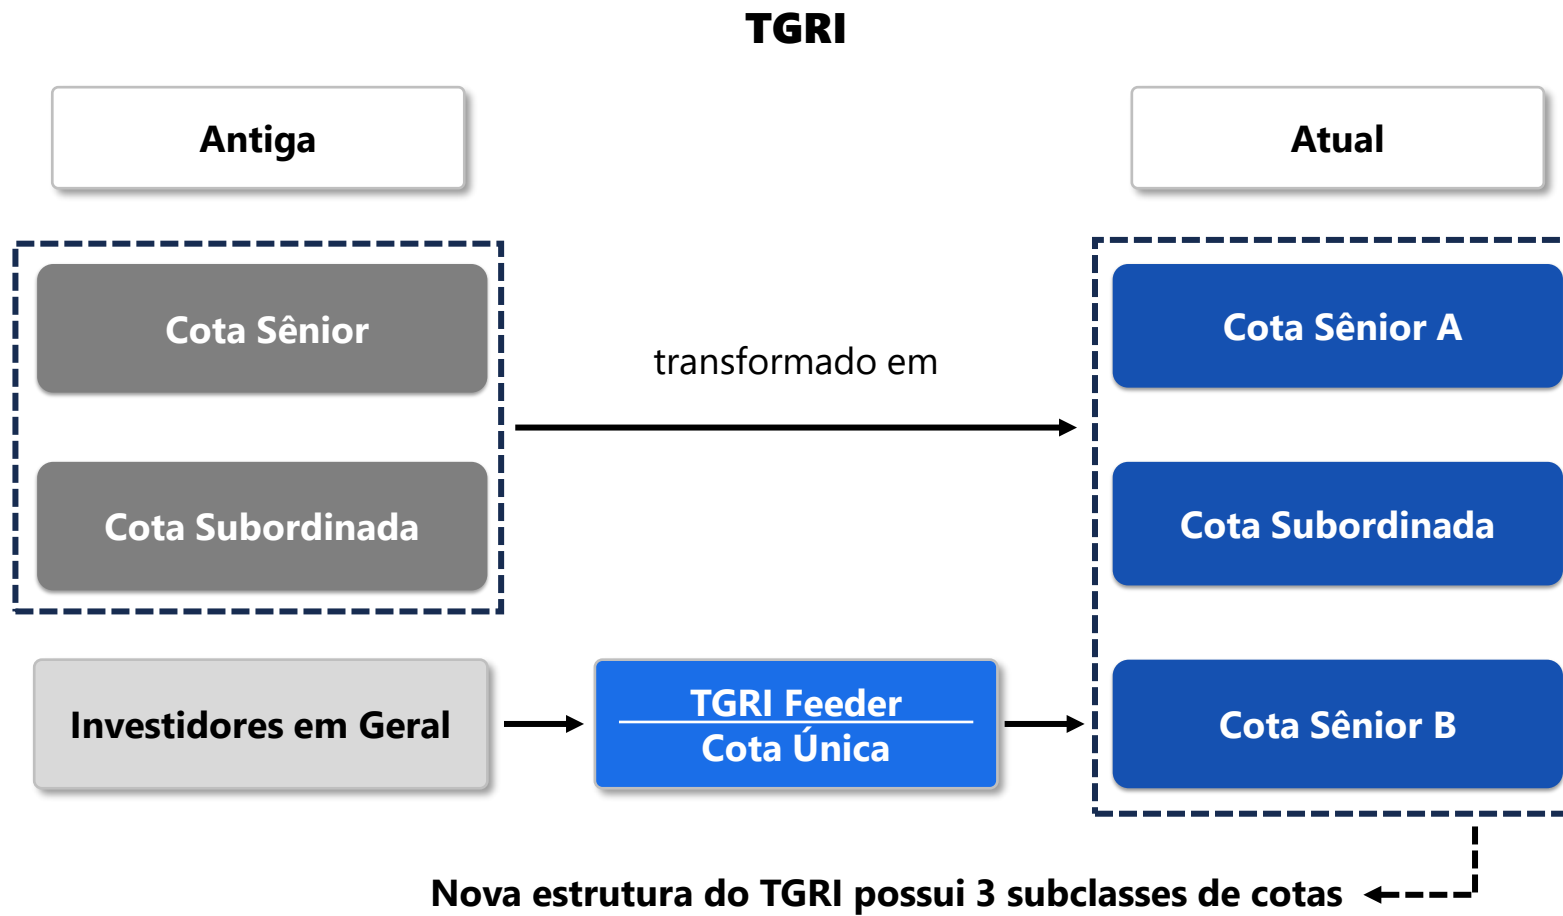 TGRI
Antiga
Atual
Cota Sênior
transformado em
Cota Sênior A
Cota Subordinada
Cota Subordinada
Investidores em Geral
TGRI Feeder
Cota Única
Cota Sênior B
Nova estrutura do TGRI possui 3 subclasses de cotas